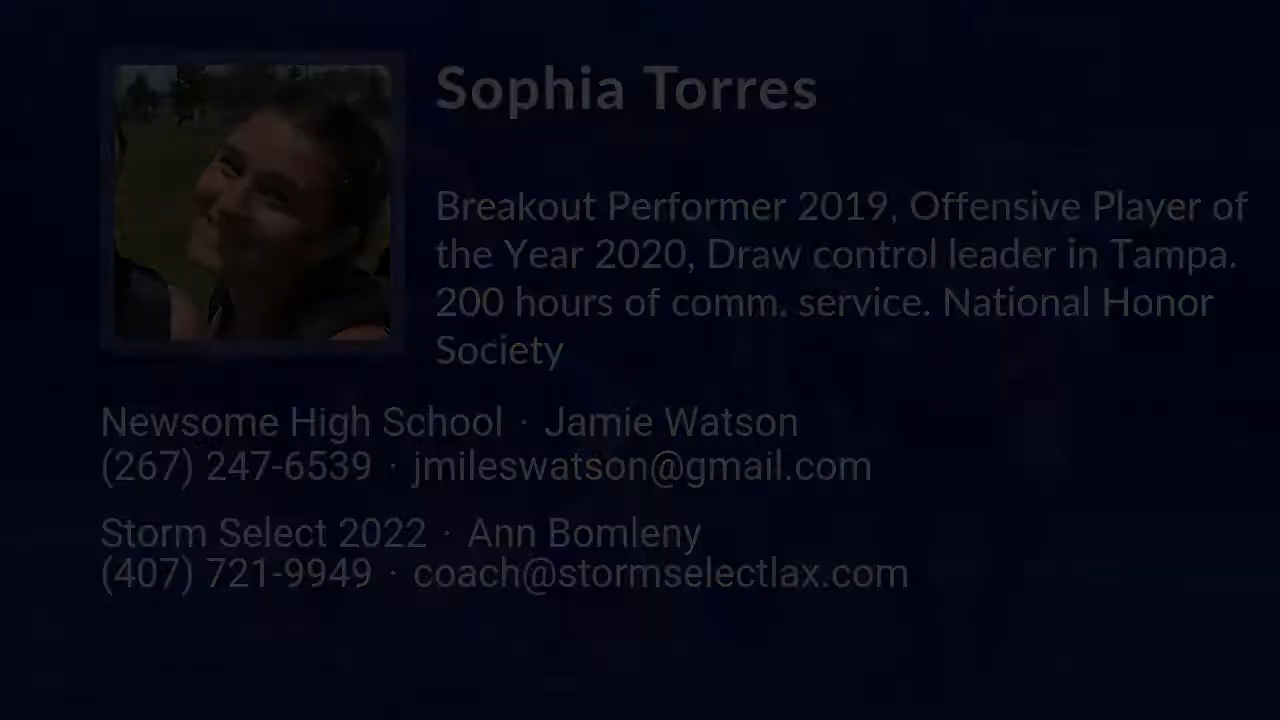 Sophia Torres
Breakout Performer 2019, Offensive Player of
the Year 2020, Draw control leader in Tampa.
200 hours of comm. service. National Honor
Society
Newsome High School · Jamie Watson
(267) 247-6539 · jmileswatson@gmail.com
Storm Select 2022 · Ann Bomleny
(407) 721-9949 · coach@stormselectlax.com